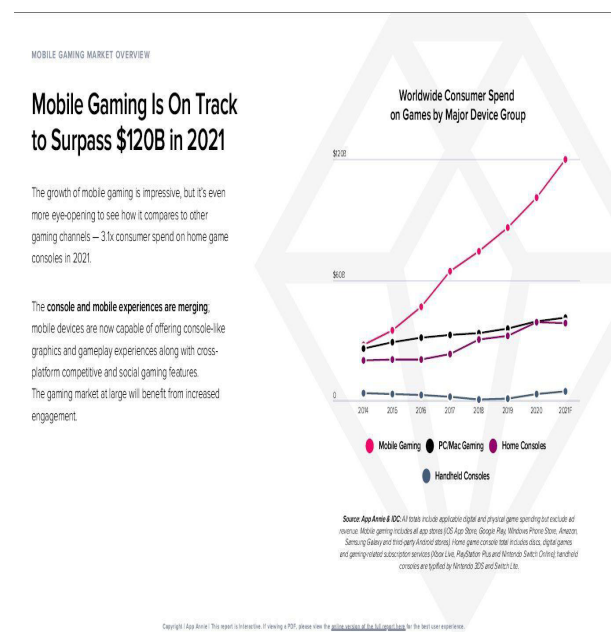 MOBILE GAMING MARKET OVERVIEW
Mobile Gaming Is On Track
to Surpass $120B in 2021
The growth of mobile gaming is impressive, but it's even
more eye-opening to see how it compares to other
gaming channels — 3.1x consumer spend on home game
consoles in 2021.
The console and mobile experiences are merging;
mobile devices are now capable of offering console-like
graphics and gameplay experiences along with cross-
platform competitive and social gaming features.
The gaming market at large will benefit from increased
engagement.
Worldwide Consumer Spend
on Games by Major Device Group
$120B
$60B
0
2014 2015 2016 2017 2018 2019 2020 2021F
Mobile Gaming PC/Mac Gaming Home Consoles
Handheld Consoles
Source: App Annie & IDC; All totals include applicable digital and physical game spending but exclude ad
revenue. Mobile gaming includes all app stores (iOS App Store, Google Play, Windows Phone Store, Amazon,
Samsung Galaxy and third-party Android stores). Home game console total includes discs, digital games
and gaming-related subscription services (Xbox Live, PlayStation Plus and Nintendo Switch Online); handheld
consoles are typified by Nintendo 3DS and Switch Lite.
Copyright | App Annie | This report is interactive. If viewing a PDF, please view the online version of the full report here for the best user experience.